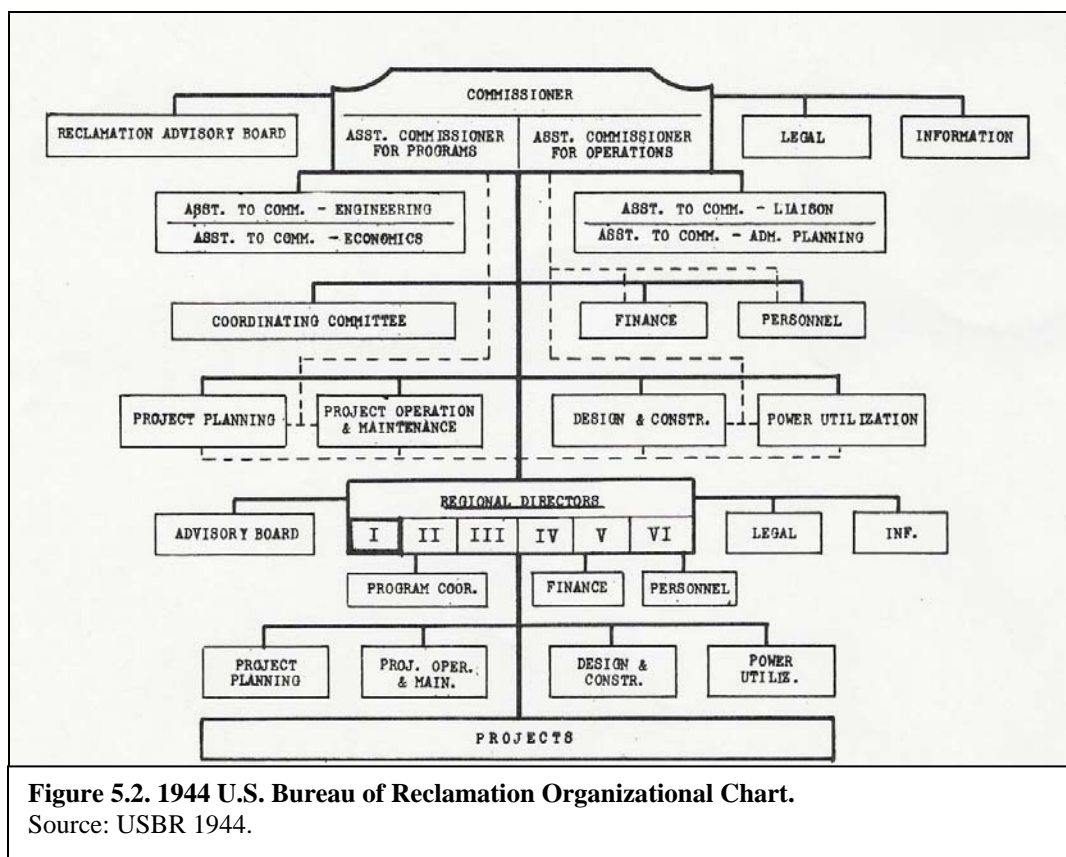 COMMISSIONER
RECLAMATION ADVISORY BOARD
ASST. COMMISSIONER
FOR PROGRAMS
ASST. COMMISSIONER
FOR OPERATIONS
LEGAL
INFORMATION
ASST. TO COMM. - ENGINEERING
ASST. TO COMM. - ECONOMICS
ASST. TO COMM. - LIAISON
ASST. TO COMM. - ADM. PLANNING
COORDINATING COMMITTEE
FINANCE
PERSONNEL
PROJECT PLANNING
PROJECT OPERATION
& MAINTENANCE
DESIGN & CONSTR.
POWER UTILIZATION
REGIONAL DIRECTORS
ADVISORY BOARD
I II III IV V VI
LEGAL
INF.
PROGRAM COOR.
FINANCE
PERSONNEL
PROJECT
PLANNING
PROJ. OPER.
& MAIN.
DESIGN &
CONSTR.
POWER
UTILIZ.
PROJECTS
Figure 5.2. 1944 U.S. Bureau of Reclamation Organizational Chart.
Source: USBR 1944.